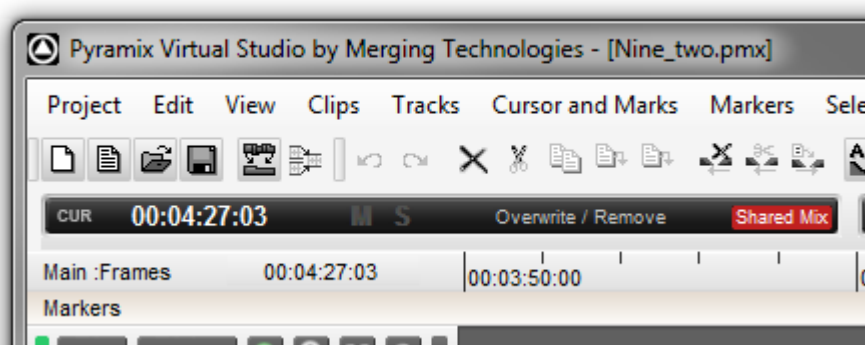 Pyramix Virtual Studio by Merging Technologies - [Nine_two.pmx]
Project Edit View Clips Tracks Cursor and Marks Markers
CUR 00:04:27:03 M S Overwrite / Remove Shared Mix
Main :Frames 00:04:27:03 00:03:50:00
Markers